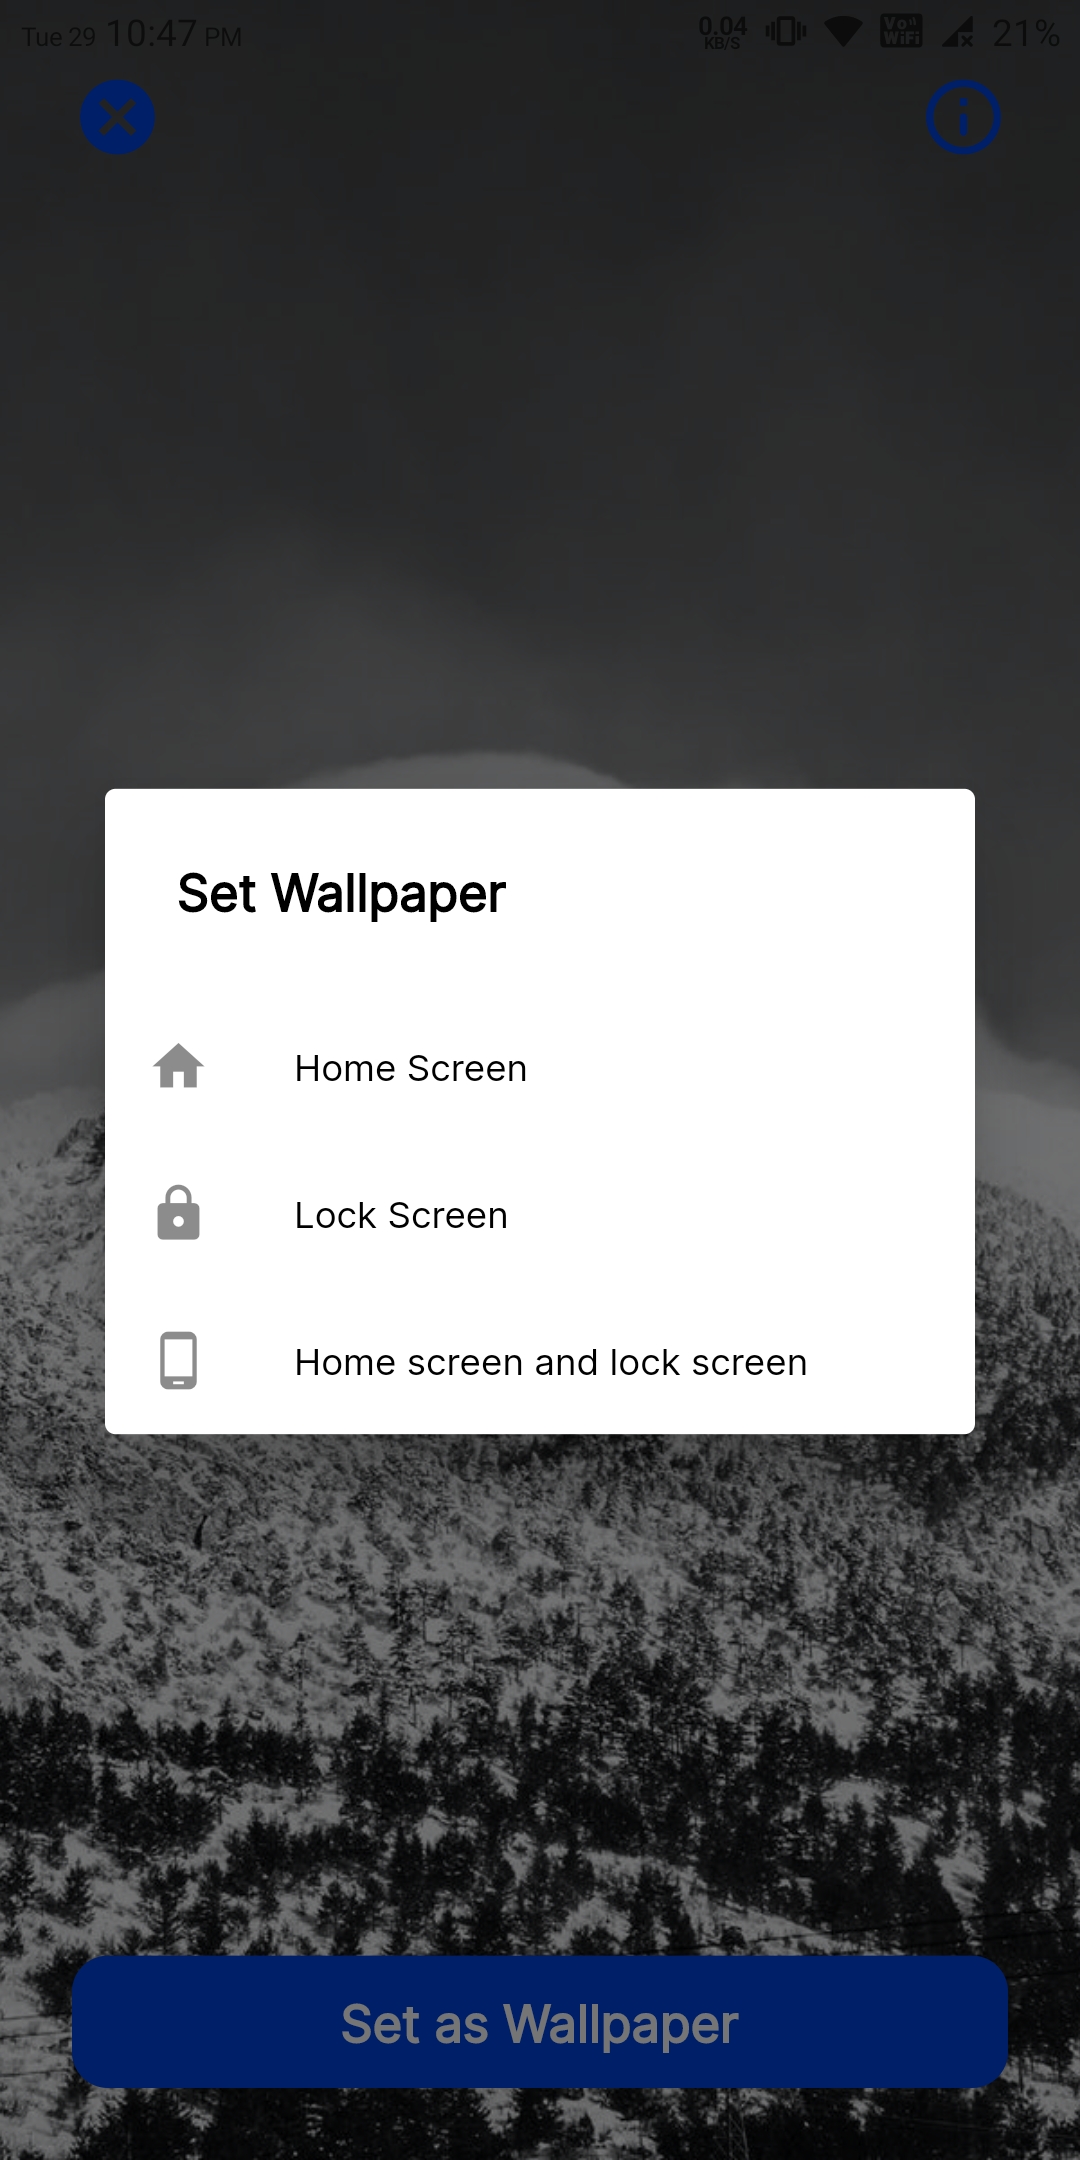 Tue 29 10:47 PM 0.04 KB/S Vo WiFi 21%
Set Wallpaper
Home Screen
Lock Screen
Home screen and lock screen
Set as Wallpaper